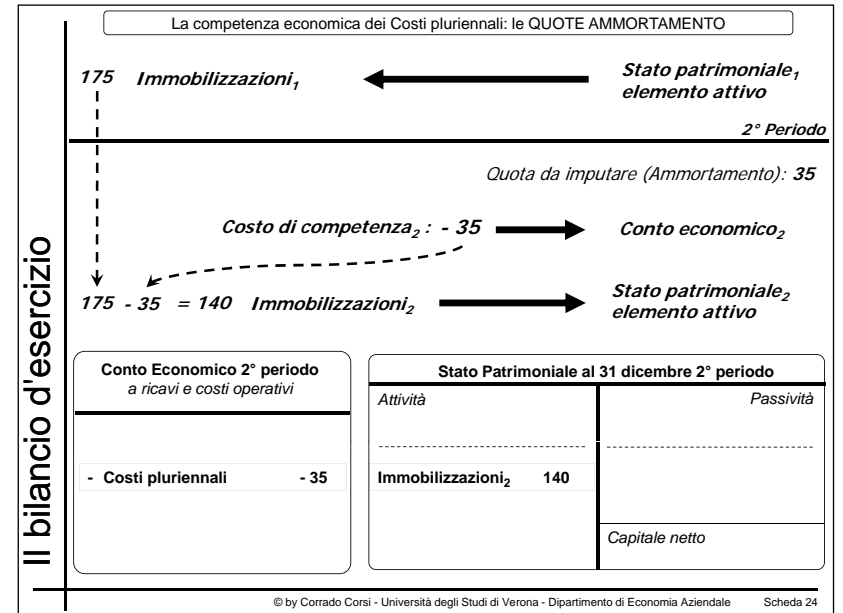 La competenza economica dei Costi pluriennali: le QUOTE AMMORTAMENTO
175 Immobilizzazioni1
Stato patrimoniale1
elemento attivo
2° Periodo
Quota da imputare (Ammortamento): 35
Costo di competenza2 : - 35
Conto economico2
175 - 35 = 140 Immobilizzazioni2
Stato patrimoniale2
elemento attivo
Il bilancio d'esercizio
Conto Economico 2° periodo
a ricavi e costi operativi
- Costi pluriennali - 35
Stato Patrimoniale al 31 dicembre 2° periodo
Attività
Passività
Immobilizzazioni2 140
Capitale netto
© by Corrado Corsi - Università degli Studi di Verona - Dipartimento di Economia Aziendale Scheda 24